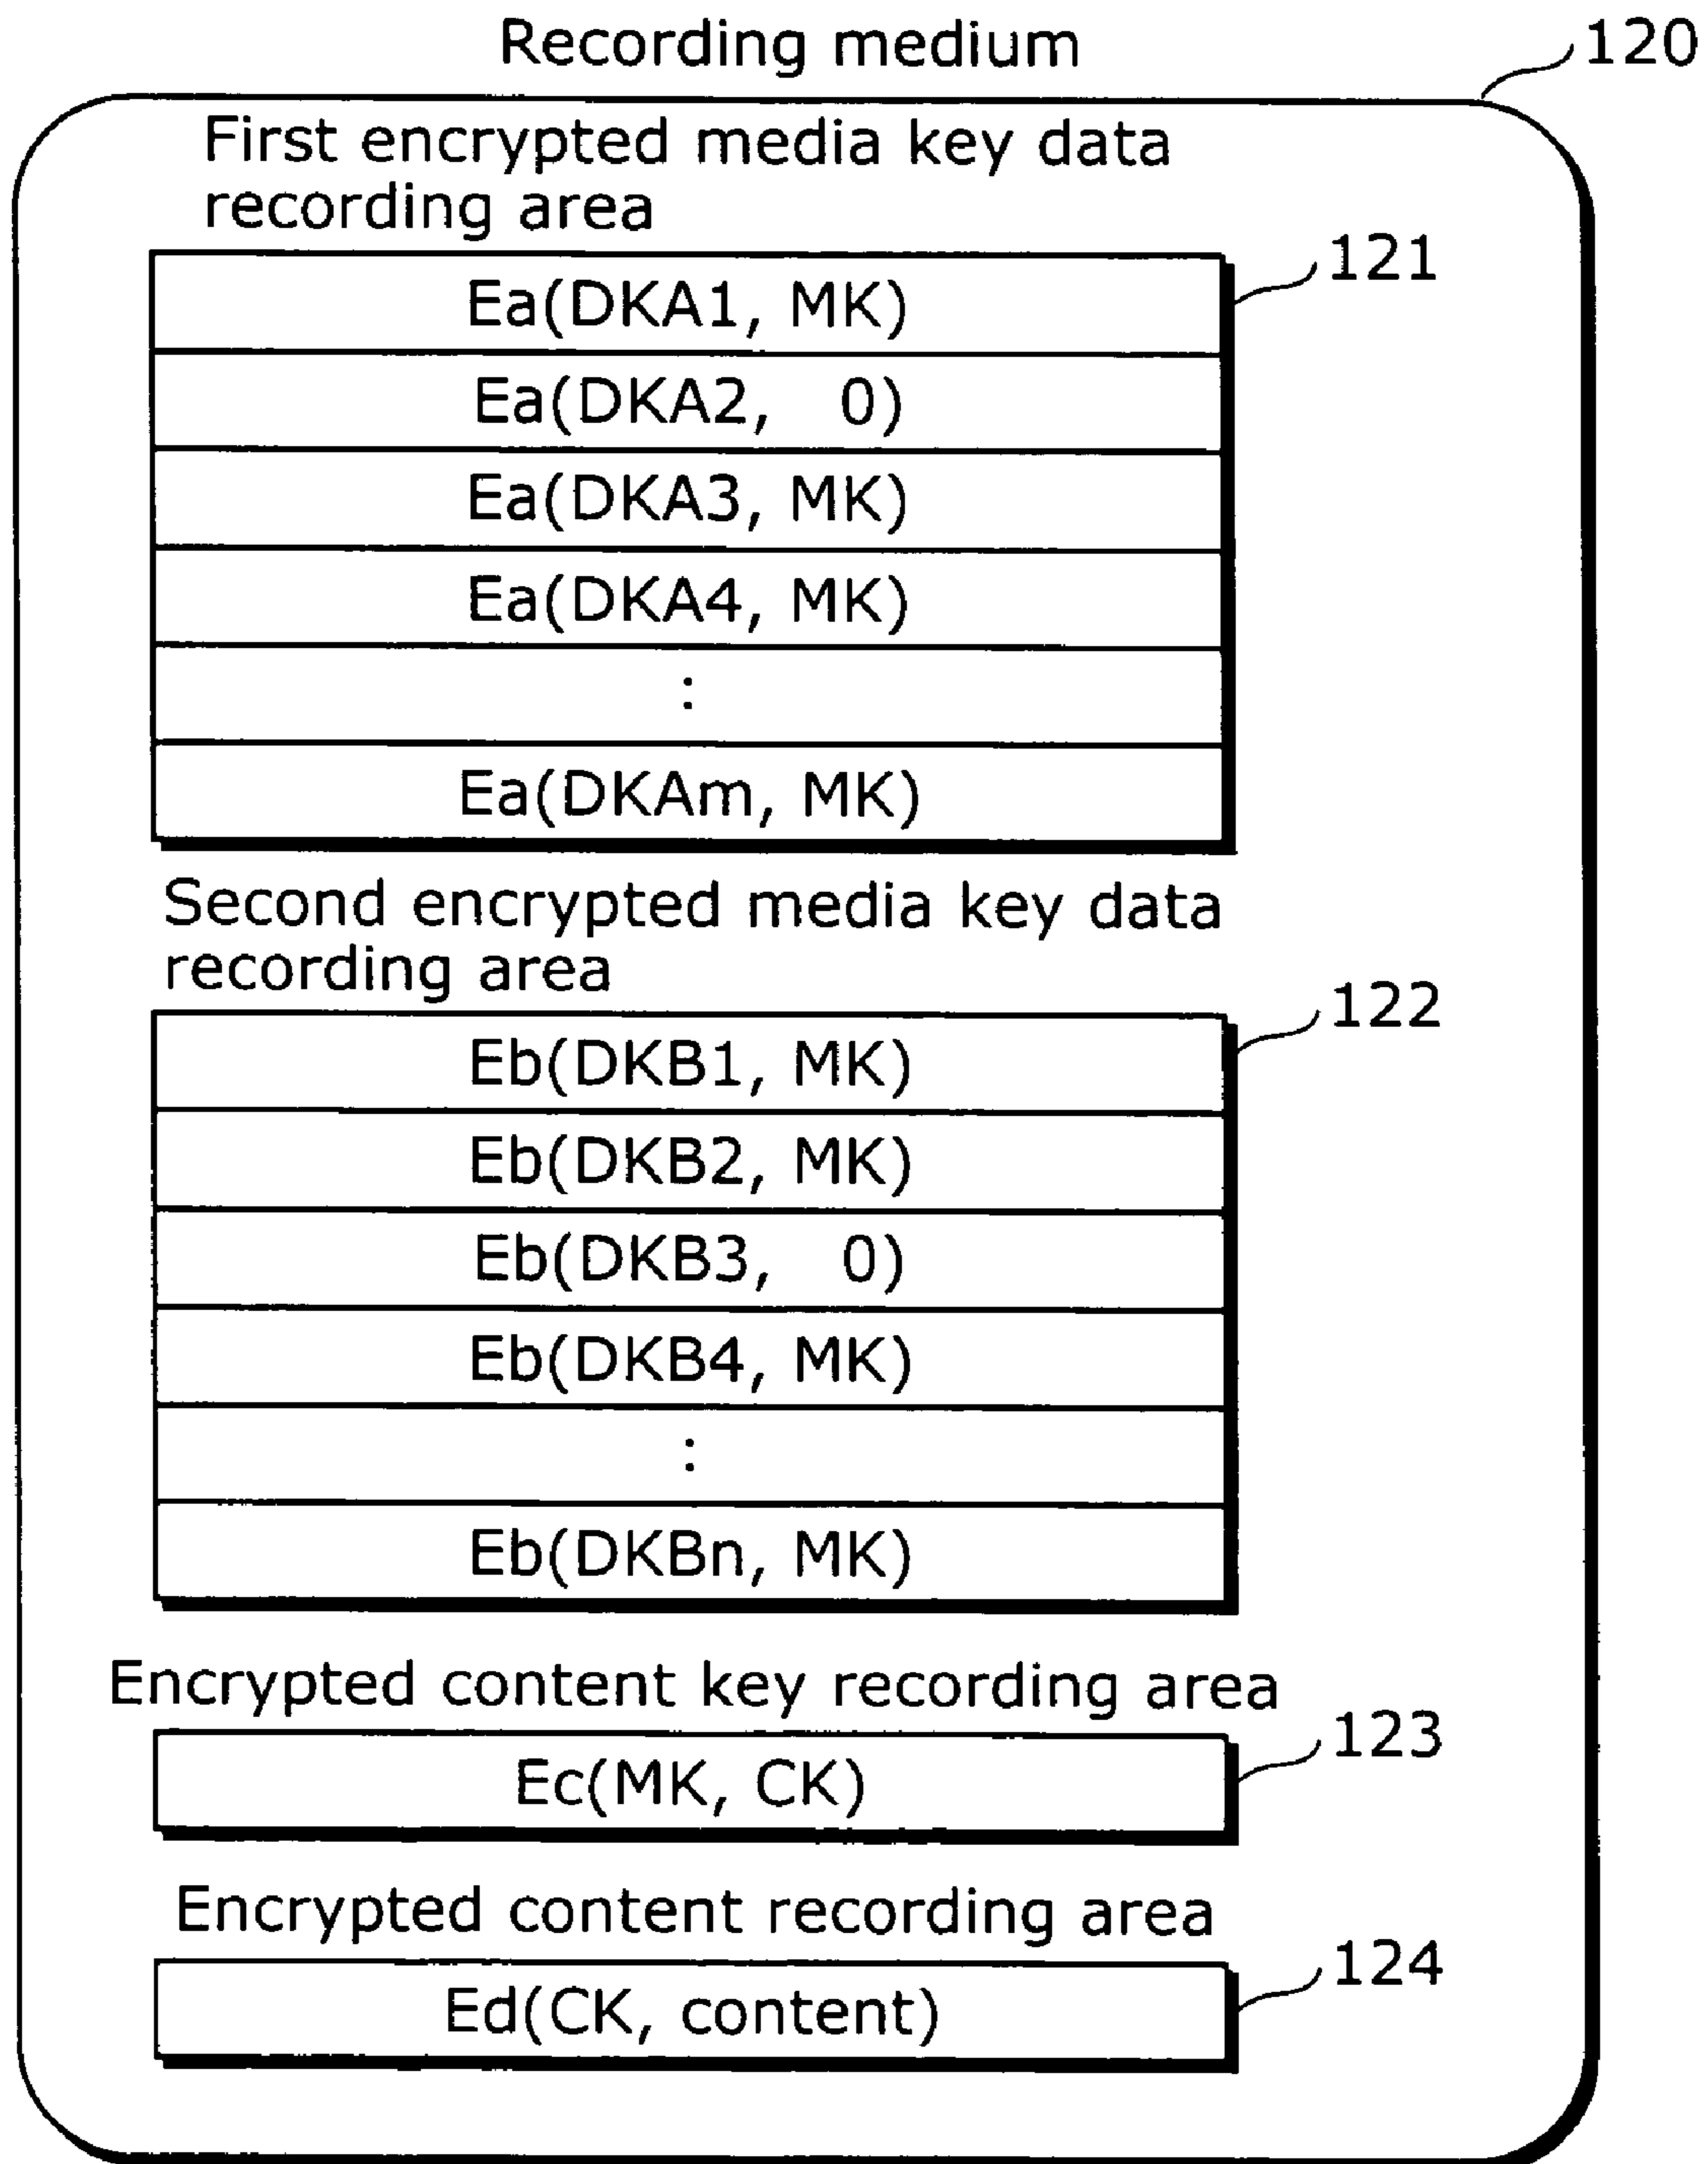 Recording medium
120
First encrypted media key data
recording area
121
Ea(DKA1, MK)
Ea(DKA2, 0)
Ea(DKA3, MK)
Ea(DKA4, MK)
:
Ea(DKAm, MK)
Second encrypted media key data
recording area
122
Eb(DKB1, MK)
Eb(DKB2, MK)
Eb(DKB3, 0)
Eb(DKB4, MK)
:
Eb(DKBn, MK)
Encrypted content key recording area
123
Ec(MK, CK)
Encrypted content recording area
124
Ed(CK, content)